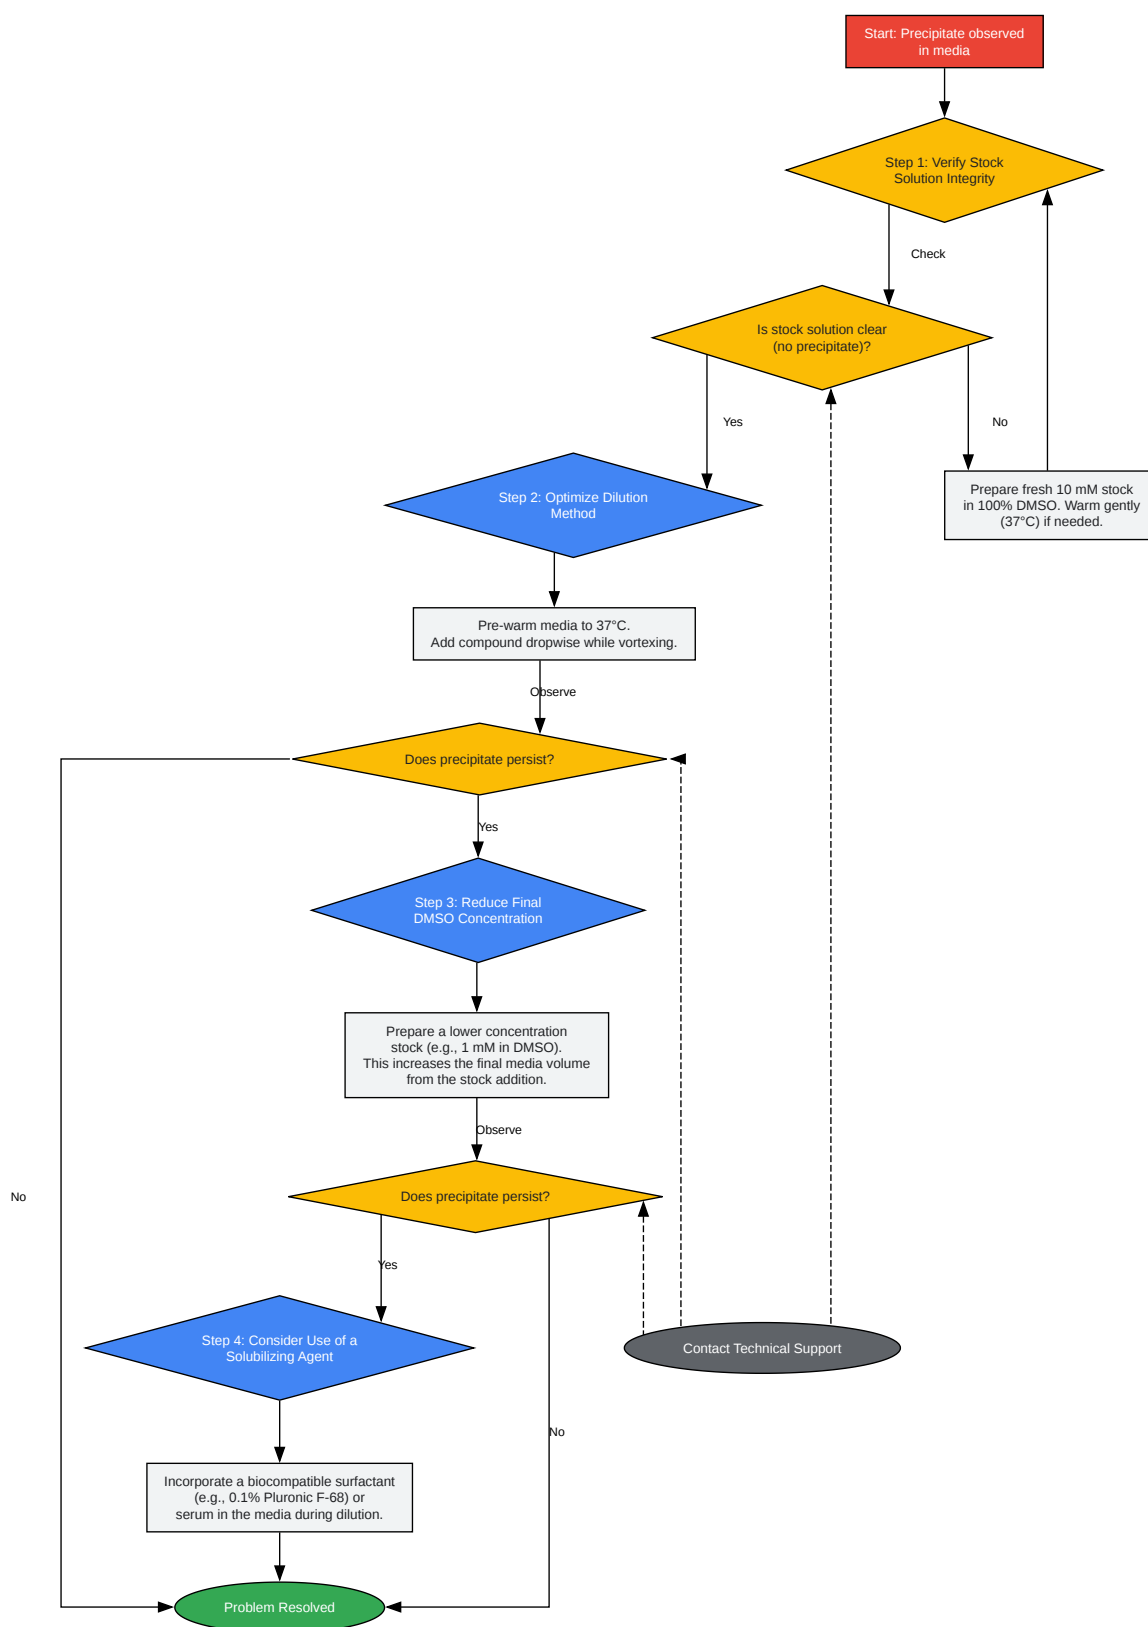 Start: Precipitate observed
in media
Step 1: Verify Stock
Solution Integrity
Check
Is stock solution clear
(no precipitate)?
Yes
No
Step 2: Optimize Dilution
Method
Prepare fresh 10 mM stock
in 100% DMSO. Warm gently
(37°C) if needed.
Pre-warm media to 37°C.
Add compound dropwise while vortexing.
Observe
Does precipitate persist?
Yes
Step 3: Reduce Final
DMSO Concentration
Prepare a lower concentration
stock (e.g., 1 mM in DMSO).
This increases the final media volume
from the stock addition.
Observe
Does precipitate persist?
No
Yes
Step 4: Consider Use of a
Solubilizing Agent
Contact Technical Support
No
Incorporate a biocompatible surfactant
(e.g., 0.1% Pluronic F-68) or
serum in the media during dilution.
Problem Resolved